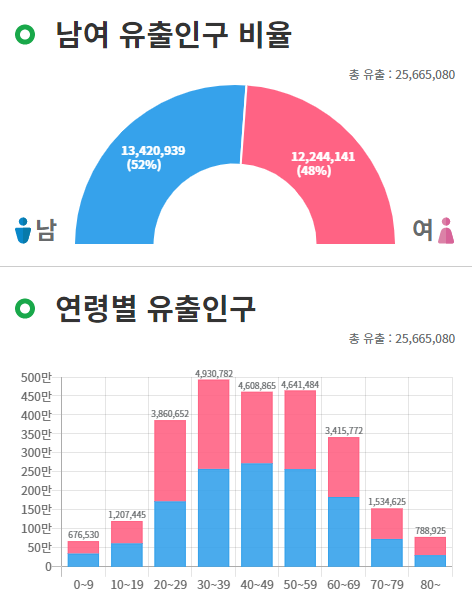 남여 유출인구 비율
총 유출 : 25,665,080
13,420,939
(52%)
12,244,141
(48%)
남
여
연령별 유출인구
총 유출 : 25,665,080
500만
450만
400만
350만
300만
250만
200만
150만
100만
50만
0
676,530
1,207,445
3,860,652
4,930,782
4,608,865
4,641,484
3,415,772
1,534,625
788,925
0~9 10~19 20~29 30~39 40~49 50~59 60~69 70~79 80~